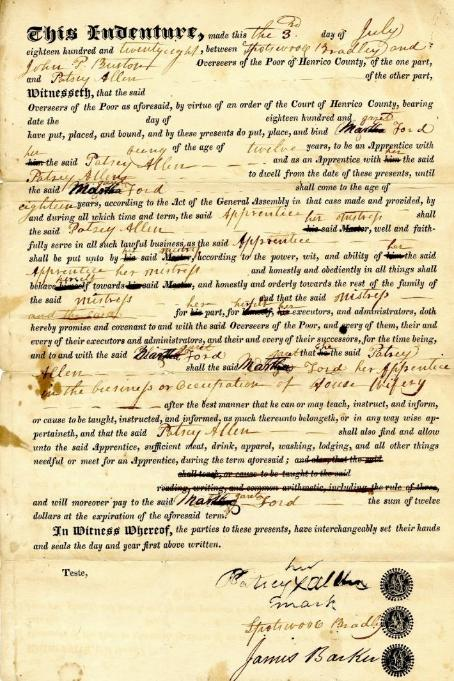 This Indenture, made this the 3rd day of July
eighteen hundred and twenty eight, between Spotswood Bradley and
John P. Burton Overseers of the Poor of Henrico County, of the one part,
and Patsey Allen of the other part,
Witnesseth, that the said
Overseers of the Poor as aforesaid, by virtue of an order of the Court of Henrico County, bearing
date the day of eighteen hundred and
have put, placed, and bound, and by these presents do put, place, and bind Martha garet Ford
being of the age of twelve years, to be an Apprentice with
her him the said Patsey Allen and as an Apprentice with her him the said
Patsey Allen to dwell from the date of these presents, until
the said Martha garet Ford shall come to the age of
eighteen years, according to the Act of the General Assembly in that case made and provided, by
and during all which time and term, the said Apprentice her mistress shall
the said Patsey Allen his said Master, well and faith-
fully serve in all such lawful business as the said Apprentice
shall be put unto by her his said mistress Master, according to the power, wit, and ability of her him the said
Apprentice her mistress and honestly and obediently in all things shall
behave herself himself towards his said Master, and honestly and orderly towards the rest of the family of
the said mistress and that the said mistress
for her his part, for herself himself, her his executors, and administrators, doth
hereby promise and covenant to and with the said Overseers of the Poor, and every of them, their and
every of their executors and administrators, and their and every of their successors, for the time being,
and to and with the said Martha garet Ford that she he the said Patsey
Allen shall the said Martha garet Ford her Apprentice
in the business or occupation of House Wifery
after the best manner that he can or may teach, instruct, and inform,
or cause to be taught, instructed, and informed, as much thereunto belongeth, or in any way wise ap-
pertaineth, and that the said Patsey Allen shall also find and allow
unto the said Apprentice, sufficient meat, drink, apparel, washing, lodging, and all other things
needful or meet for an Apprentice, during the term aforesaid; and also that the said
shall teach, or cause to be taught to the said
reading, writing, and common arithmetic, including the rule of three,
and will moreover pay to the said Martha garet Ford the sum of twelve
dollars at the expiration of the aforesaid term.
In Witness Whereof, the parties to these presents, have interchangeably set their hands
and seals the day and year first above written.
Teste,
her
Patsey X Allen
mark
Spotswood Bradley
James Barker